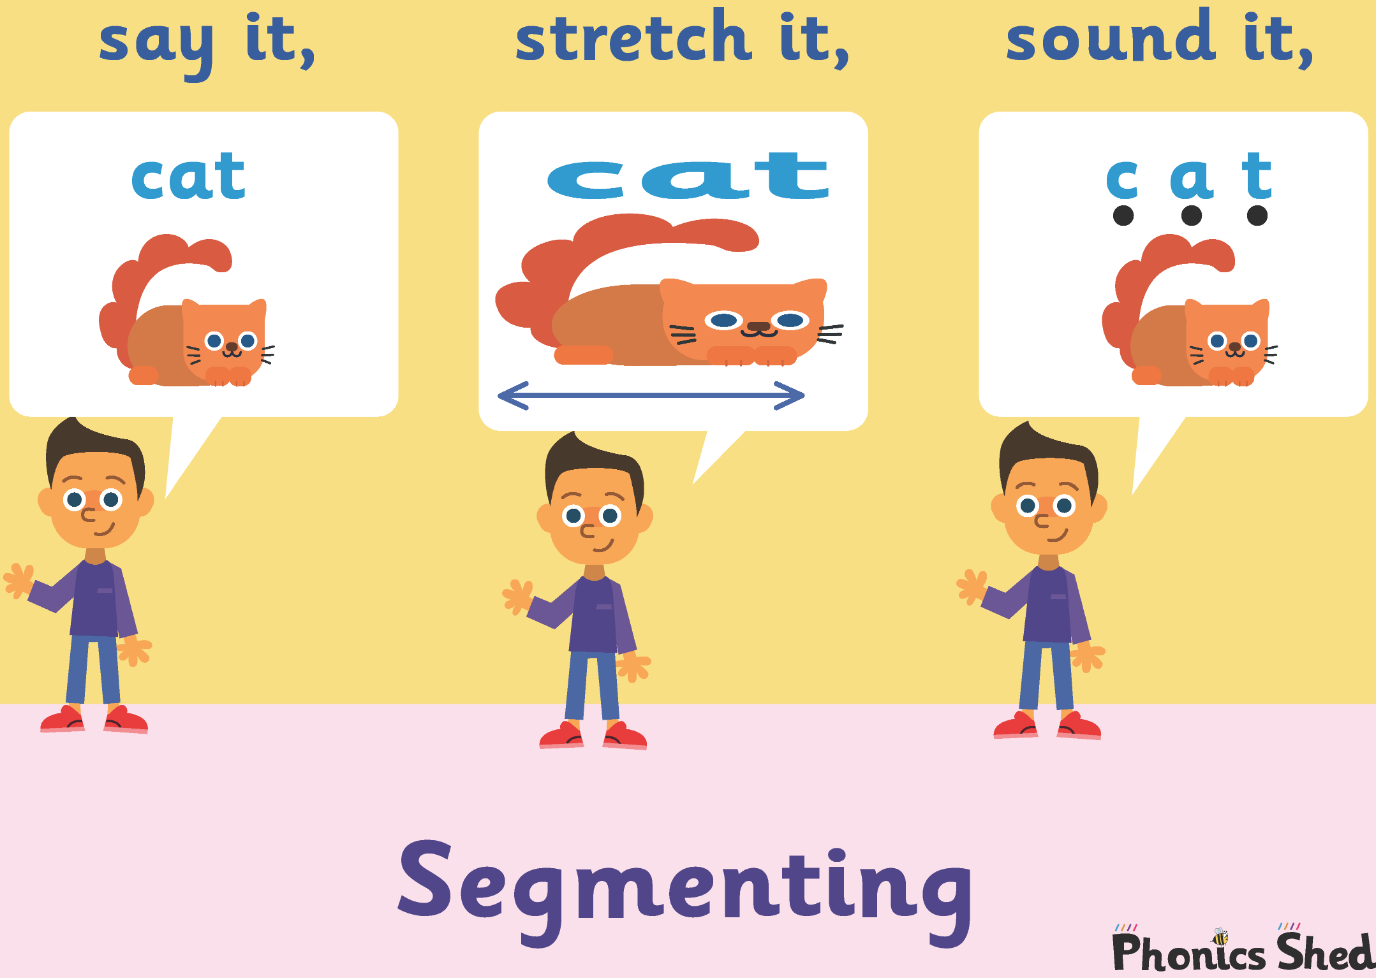 say it,
stretch it,
sound it,
cat
cat
c a t
Segmenting
Phonics Shed